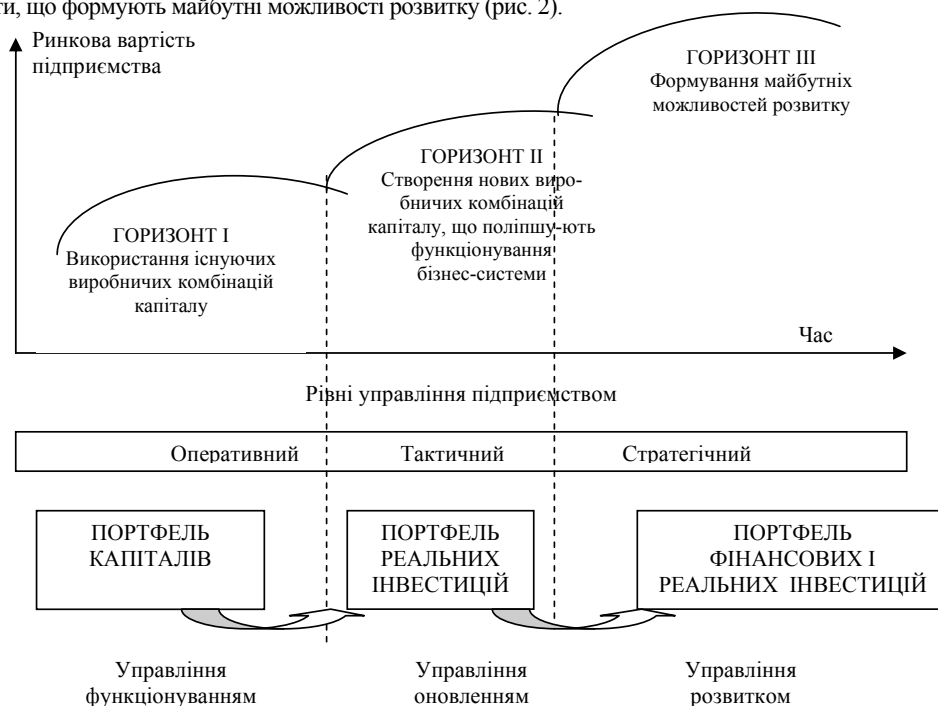 ти, що формують майбутні можливості розвитку (рис. 2).
Ринкова вартість
підприємства
ГОРИЗОНТ III
Формування майбутніх
можливостей розвитку
ГОРИЗОНТ II
Створення нових виро-
бничих комбінацій
капіталу, що поліпшу-ють
функціонування
бізнес-системи
ГОРИЗОНТ I
Використання існуючих
виробничих комбінацій
капіталу
Час
Рівні управління підприємством
Оперативний Тактичний Стратегічний
ПОРТФЕЛЬ
КАПІТАЛІВ
ПОРТФЕЛЬ
РЕАЛЬНИХ
ІНВЕСТИЦІЙ
ПОРТФЕЛЬ
ФІНАНСОВИХ І
РЕАЛЬНИХ ІНВЕСТИЦІЙ
Управління
функціонуванням
Управління
оновленням
Управління
розвитком